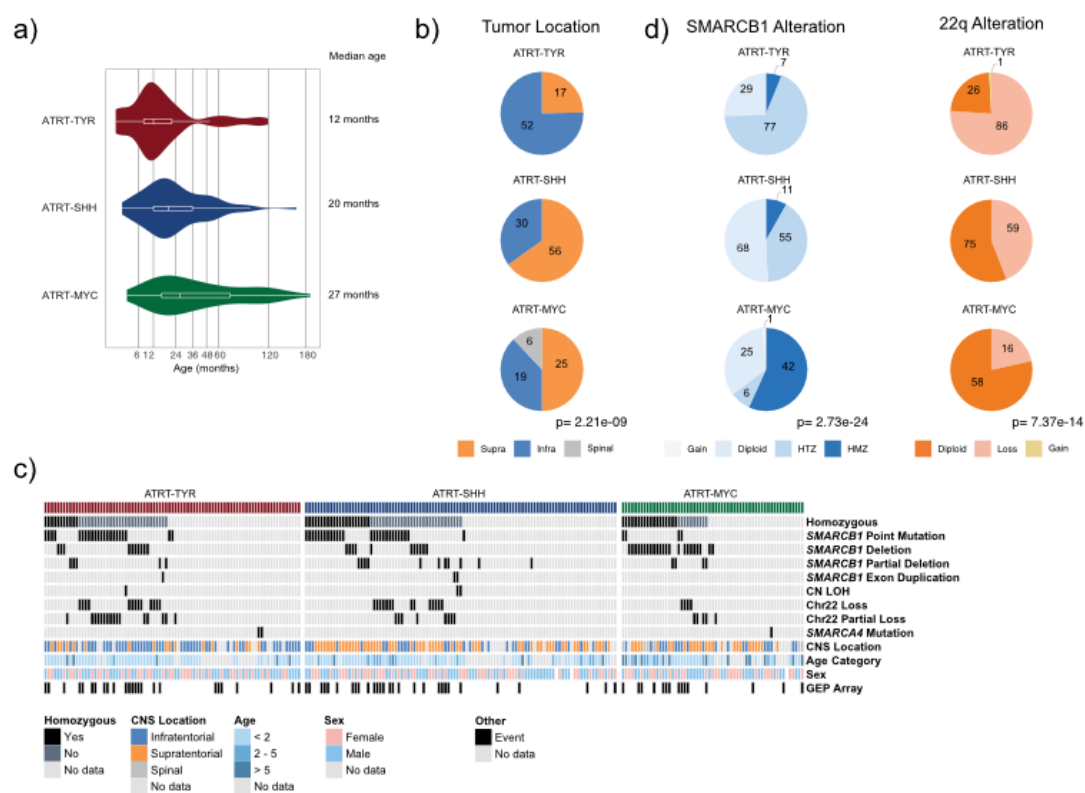 a)
Median age
ATRT-TYR
12 months
ATRT-SHH
20 months
ATRT-MYC
27 months
6 12 24 36 48 60 120 180
Age (months)
b)
Tumor Location
ATRT-TYR
17
52
ATRT-SHH
30
56
ATRT-MYC
6
19
25
p= 2.21e-09
Supra Infra Spinal
d)
SMARCB1 Alteration
ATRT-TYR
7
29
77
ATRT-SHH
11
68
55
ATRT-MYC
1
25
42
6
p= 2.73e-24
Gain Diploid HTZ HMZ
22q Alteration
ATRT-TYR
1
26
86
ATRT-SHH
59
75
ATRT-MYC
16
58
p= 7.37e-14
Diploid Loss Gain
c)
ATRT-TYR ATRT-SHH ATRT-MYC
Homozygous
SMARCB1 Point Mutation
SMARCB1 Deletion
SMARCB1 Partial Deletion
SMARCB1 Exon Duplication
CN LOH
Chr22 Loss
Chr22 Partial Loss
SMARCA4 Mutation
CNS Location
Age Category
Sex
GEP Array
Homozygous
Yes
No
No data
CNS Location
Infratentorial
Supratentorial
Spinal
No data
Age
< 2
2 - 5
> 5
No data
Sex
Female
Male
No data
Other
Event
No data